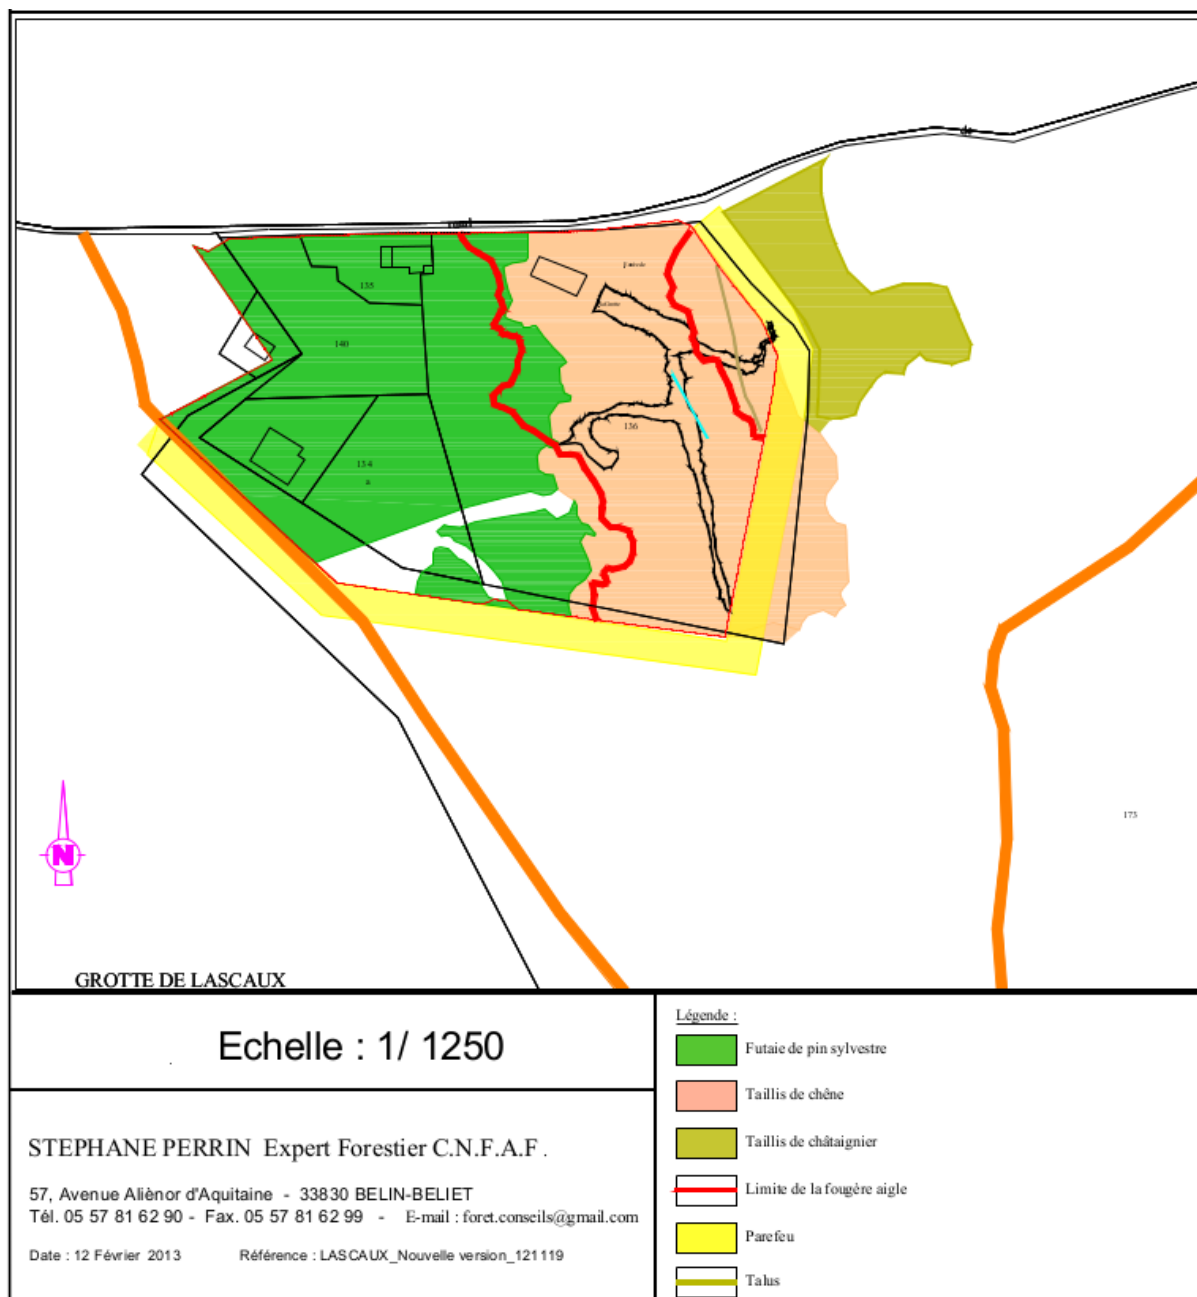 de
135
140
136
134
a
173
N
GROTTE DE LASCAUX
Echelle : 1/ 1250
STEPHANE PERRIN Expert Forestier C.N.F.A.F .
57, Avenue Aliènor d'Aquitaine - 33830 BELIN-BELIET
Tél. 05 57 81 62 90 - Fax. 05 57 81 62 99 - E-mail : foret.conseils@gmail.com
Date : 12 Février 2013 Référence : LASCAUX_Nouvelle version_121119
Légende :
Futaie de pin sylvestre
Taillis de chêne
Taillis de châtaignier
Limite de la fougère aigle
Parefeu
Talus